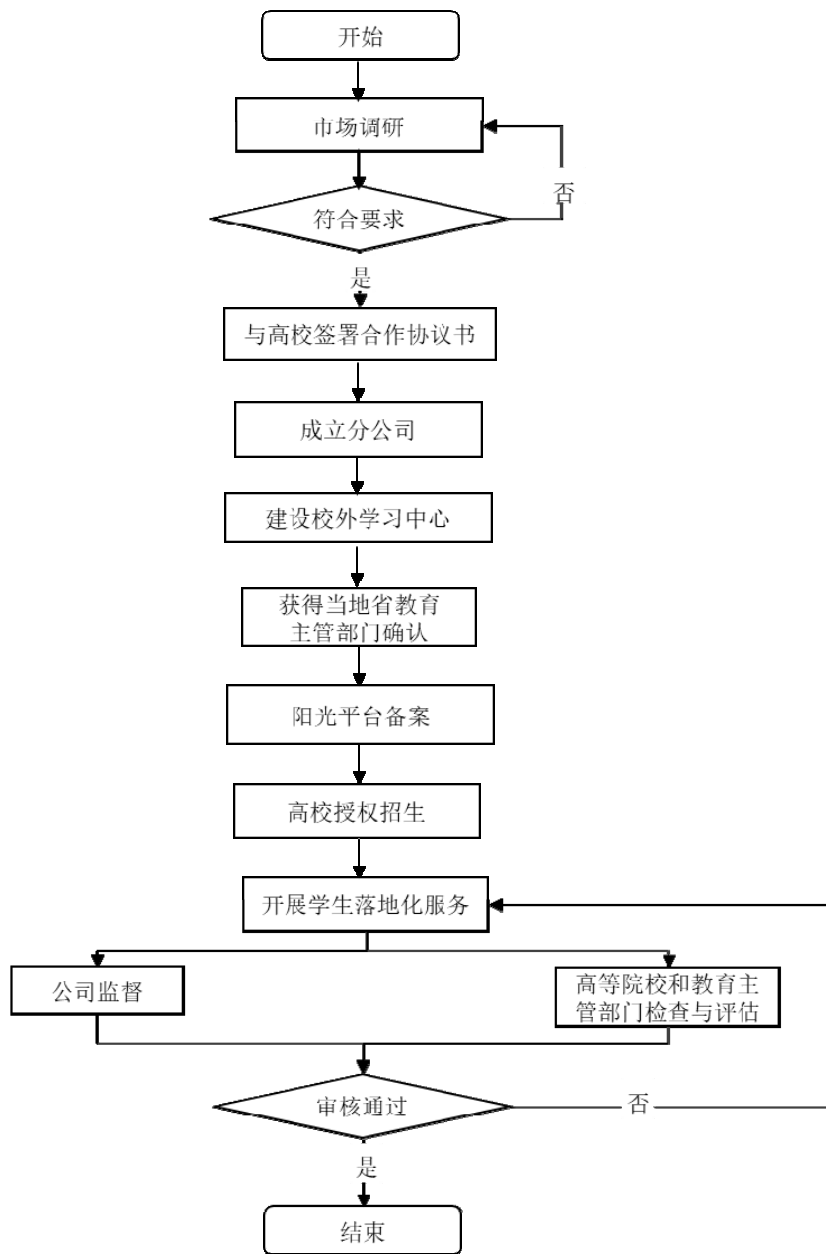 开始
市场调研
否
符合要求
是
与高校签署合作协议书
成立分公司
建设校外学习中心
获得当地省教育
主管部门确认
阳光平台备案
高校授权招生
开展学生落地化服务
公司监督
高等院校和教育主
管部门检查与评估
审核通过
否
是
结束